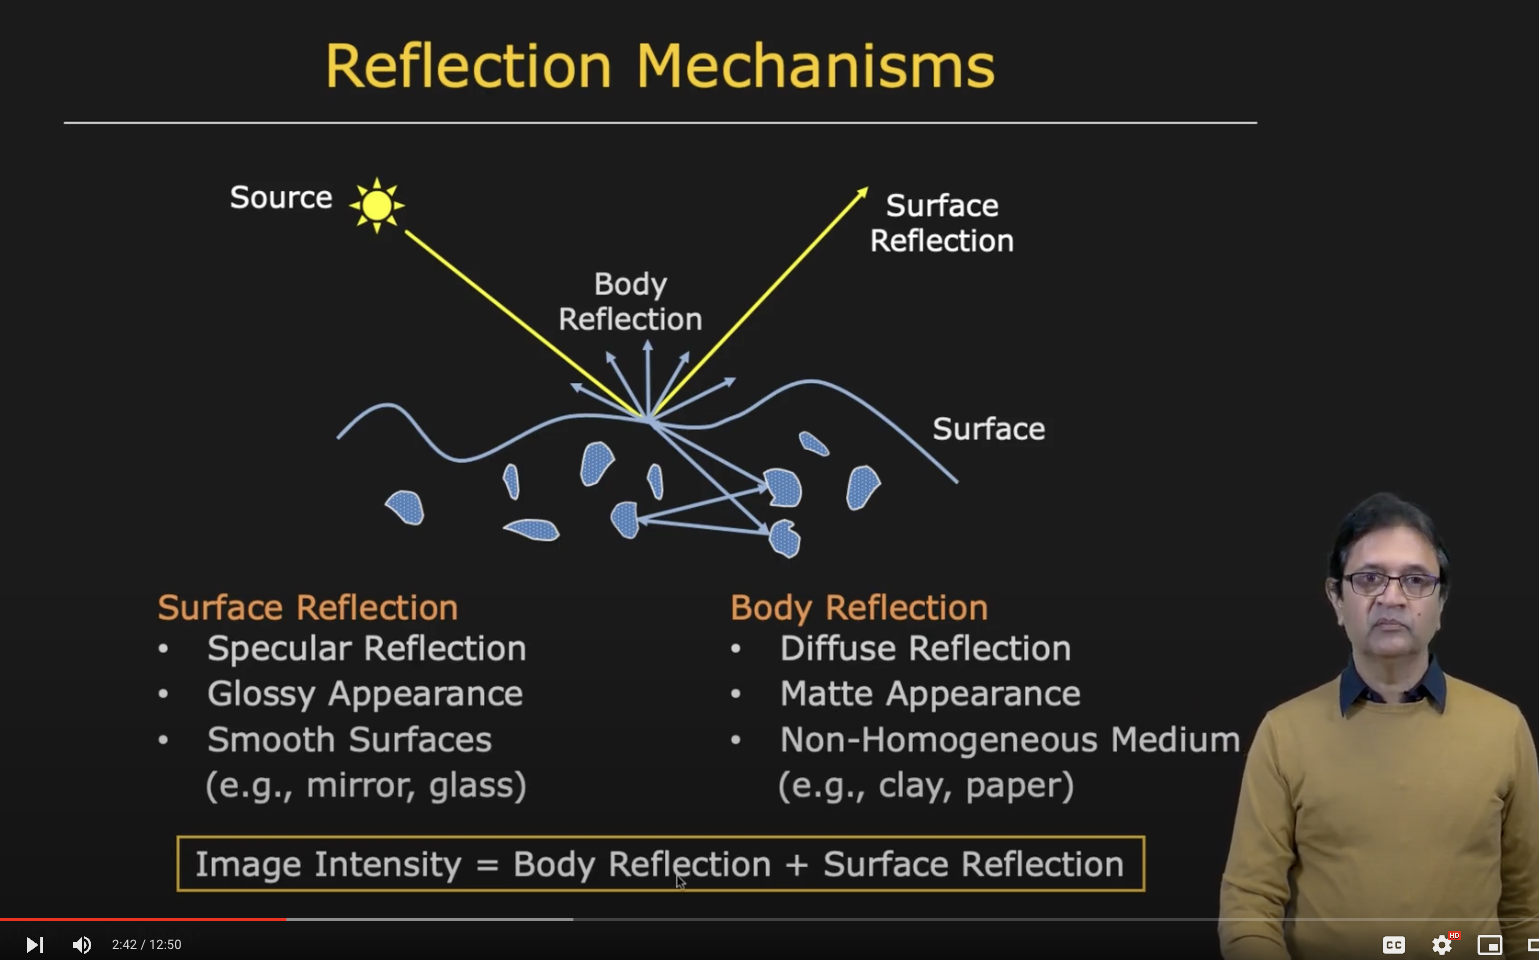 Reflection Mechanisms
Source
Surface
Reflection
Body
Reflection
Surface
Surface Reflection
• Specular Reflection
• Glossy Appearance
• Smooth Surfaces
(e.g., mirror, glass)
Body Reflection
• Diffuse Reflection
• Matte Appearance
• Non-Homogeneous Medium
(e.g., clay, paper)
Image Intensity = Body Reflection + Surface Reflection
2:42 / 12:50
CC
HD